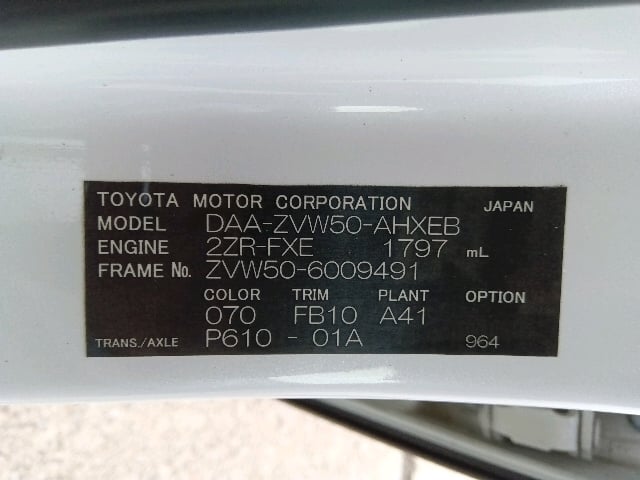 TOYOTA MOTOR CORPORATION JAPAN
MODEL DAA-ZVW50-AHXEB
ENGINE 2ZR-FXE 1797 mL
FRAME No. ZVW50-6009491
COLOR TRIM PLANT OPTION
070 FB10 A41
TRANS./AXLE P610 - 01A 964